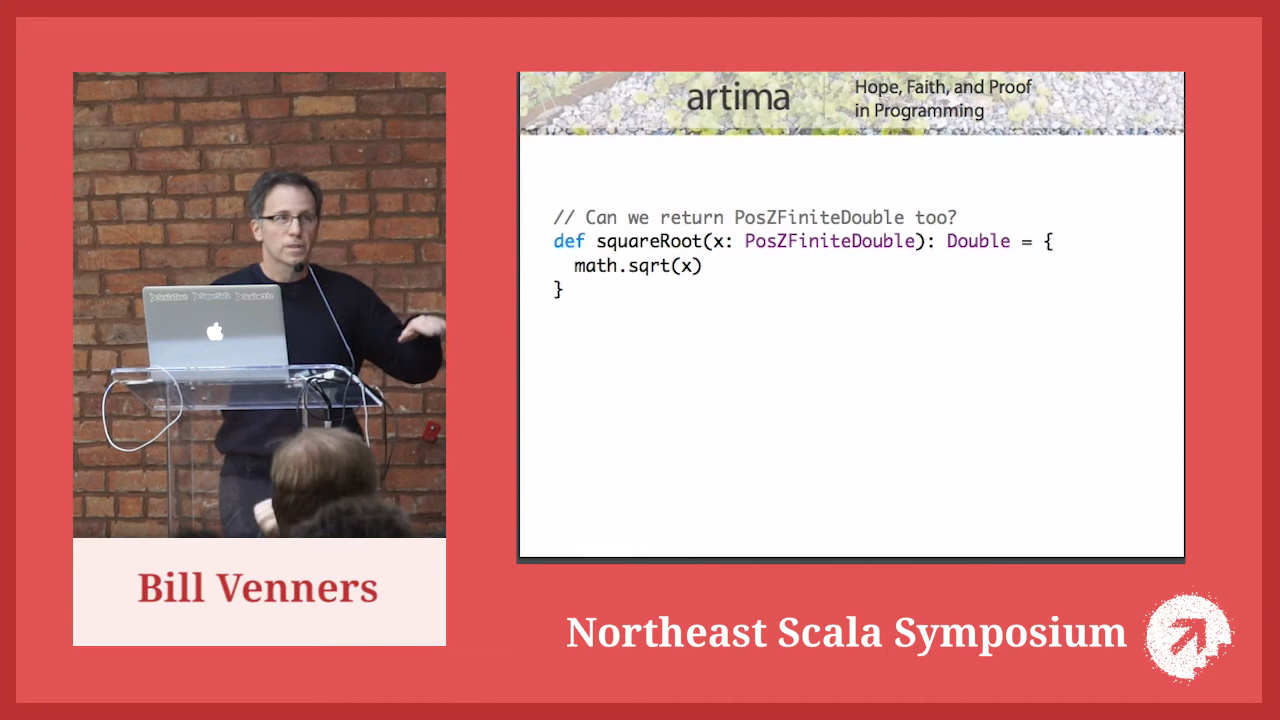 artima
Hope, Faith, and Proof
in Programming
// Can we return PosZFiniteDouble too?
def squareRoot(x: PosZFiniteDouble): Double = {
math.sqrt(x)
}
Bill Venners
Northeast Scala Symposium